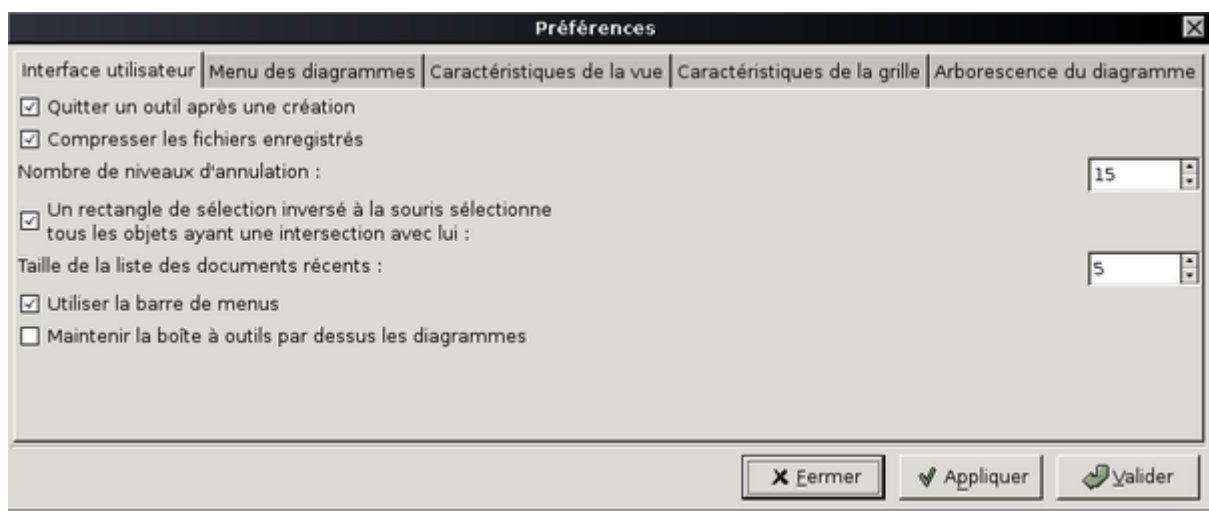 Préférences
Interface utilisateur Menu des diagrammes Caractéristiques de la vue Caractéristiques de la grille Arborescence du diagramme
Quitter un outil après une création
Compresser les fichiers enregistrés
Nombre de niveaux d'annulation : 15
Un rectangle de sélection inversé à la souris sélectionne
tous les objets ayant une intersection avec lui :
Taille de la liste des documents récents : 5
Utiliser la barre de menus
Maintenir la boîte à outils par dessus les diagrammes
Fermer Appliquer Valider